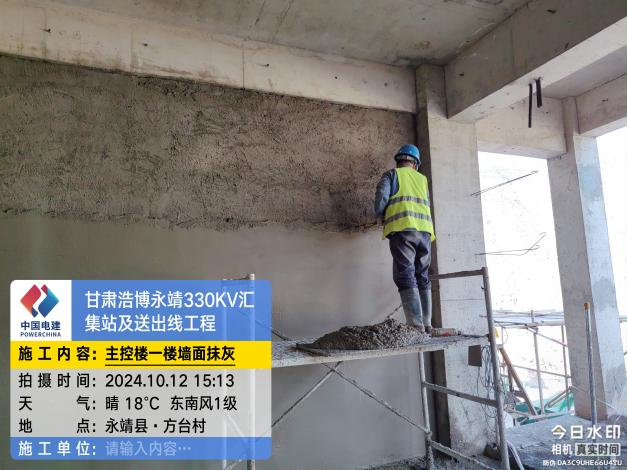 中国电建
POWERCHINA
甘肃浩博永靖330KV汇
集站及送出线工程
施工内容：主控楼一楼墙面抹灰
拍摄时间：2024.10.12 15:13
天气：晴 18℃ 东南风1级
地点：永靖县·方台村
施工单位：请输入内容…
今日水印
相机 真实时间
防伪 DA3C9UHE66U4TU